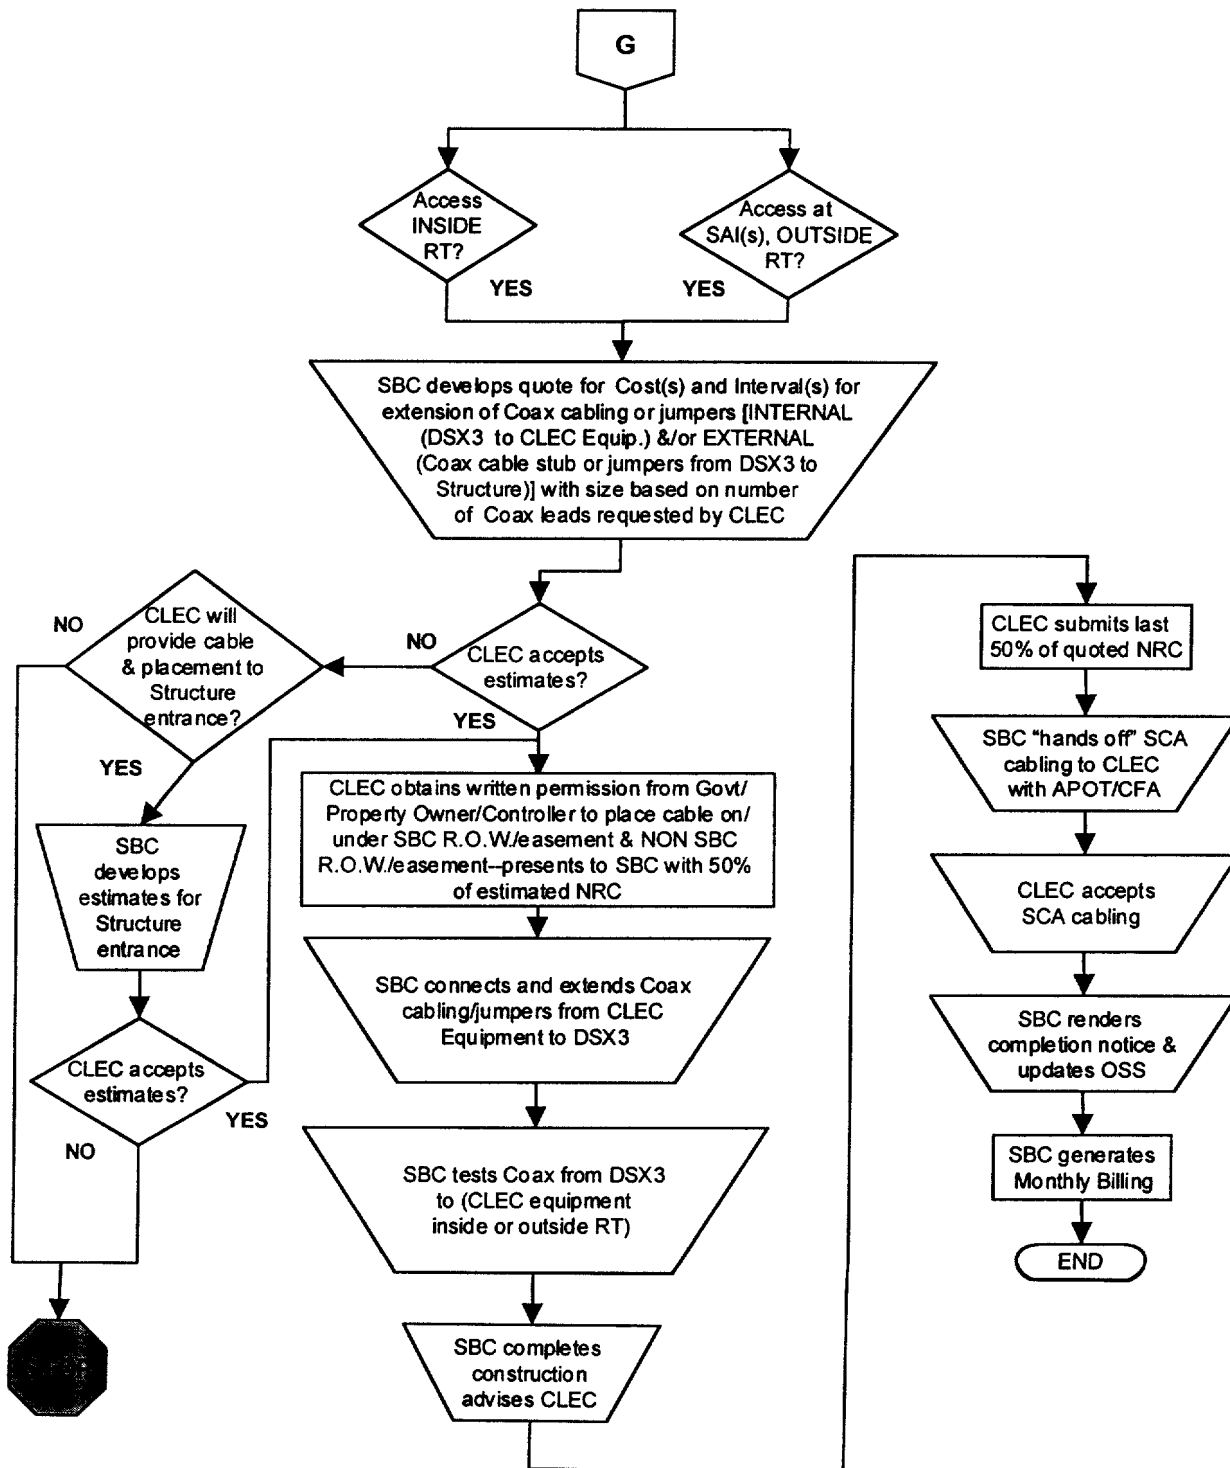 G
Access
INSIDE
RT?
YES
Access at
SAI(s), OUTSIDE
RT?
YES
SBC develops quote for Cost(s) and Interval(s) for
extension of Coax cabling or jumpers [INTERNAL
(DSX3 to CLEC Equip.) &/or EXTERNAL
(Coax cable stub or jumpers from DSX3 to
Structure)] with size based on number
of Coax leads requested by CLEC
CLEC accepts
estimates?
NO
YES
CLEC will
provide cable
& placement to
Structure
entrance?
NO
YES
SBC
develops
estimates for
Structure
entrance
CLEC accepts
estimates?
YES
NO
CLEC obtains written permission from Govt/
Property Owner/Controller to place cable on/
under SBC R.O.W./easement & NON SBC
R.O.W./easement--presents to SBC with 50%
of estimated NRC
SBC connects and extends Coax
cabling/jumpers from CLEC
Equipment to DSX3
SBC tests Coax from DSX3
to (CLEC equipment
inside or outside RT)
SBC completes
construction
advises CLEC
CLEC submits last
50% of quoted NRC
SBC "hands off" SCA
cabling to CLEC
with APOT/CFA
CLEC accepts
SCA cabling
SBC renders
completion notice &
updates OSS
SBC generates
Monthly Billing
END